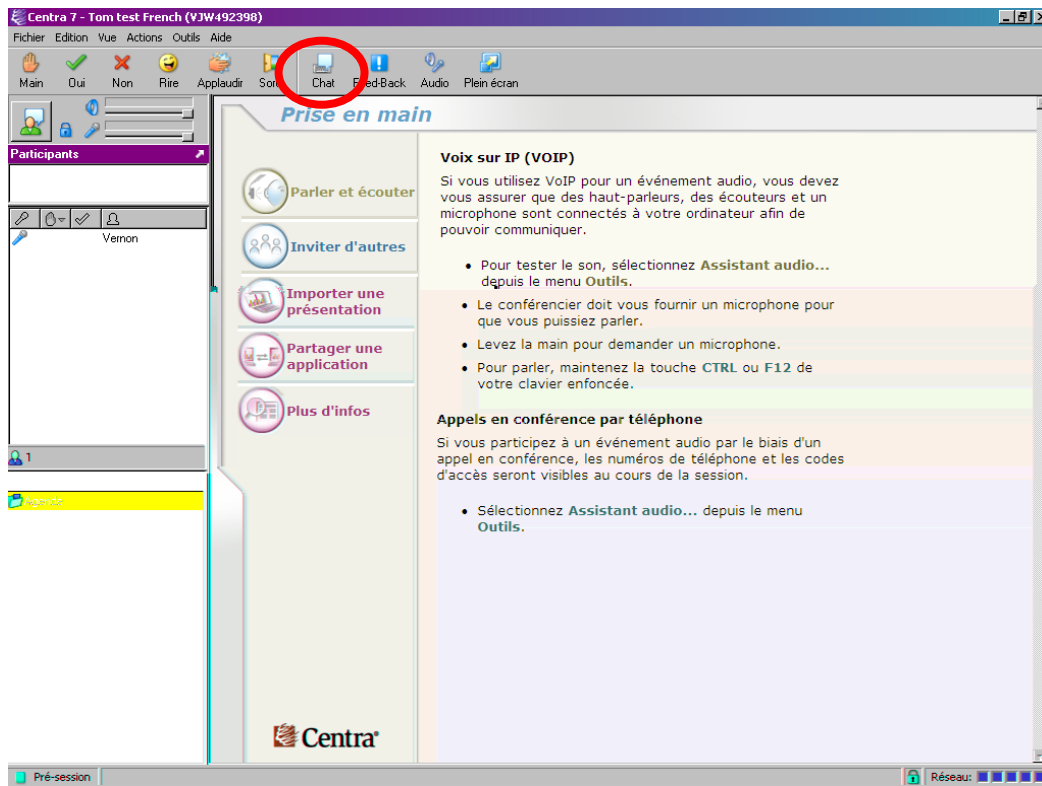 Centra 7 - Tom test French (VJW492398)
Fichier Edition Vue Actions Outils Aide
Main Oui Non Rire Applaudir Chat Audio Plein écran
Participants
Vernon
1
Prise en main
Parler et écouter
Inviter d'autres
Importer une
présentation
Partager une
application
Plus d'infos
Voix sur IP (VOIP)
Si vous utilisez VoIP pour un événement audio, vous devez
vous assurer que des haut-parleurs, des écouteurs et un
microphone sont connectés à votre ordinateur afin de
pouvoir communiquer.
• Pour tester le son, sélectionnez Assistant audio...
depuis le menu Outils.
• Le conférencier doit vous fournir un microphone pour
que vous puissiez parler.
• Levez la main pour demander un microphone.
• Pour parler, maintenez la touche CTRL ou F12 de
votre clavier enfoncée.
Appels en conférence par téléphone
Si vous participez à un événement audio par le biais d'un
appel en conférence, les numéros de téléphone et les codes
d'accès seront visibles au cours de la session.
• Sélectionnez Assistant audio... depuis le menu
Outils.
Centra
Pré-session
Réseau: